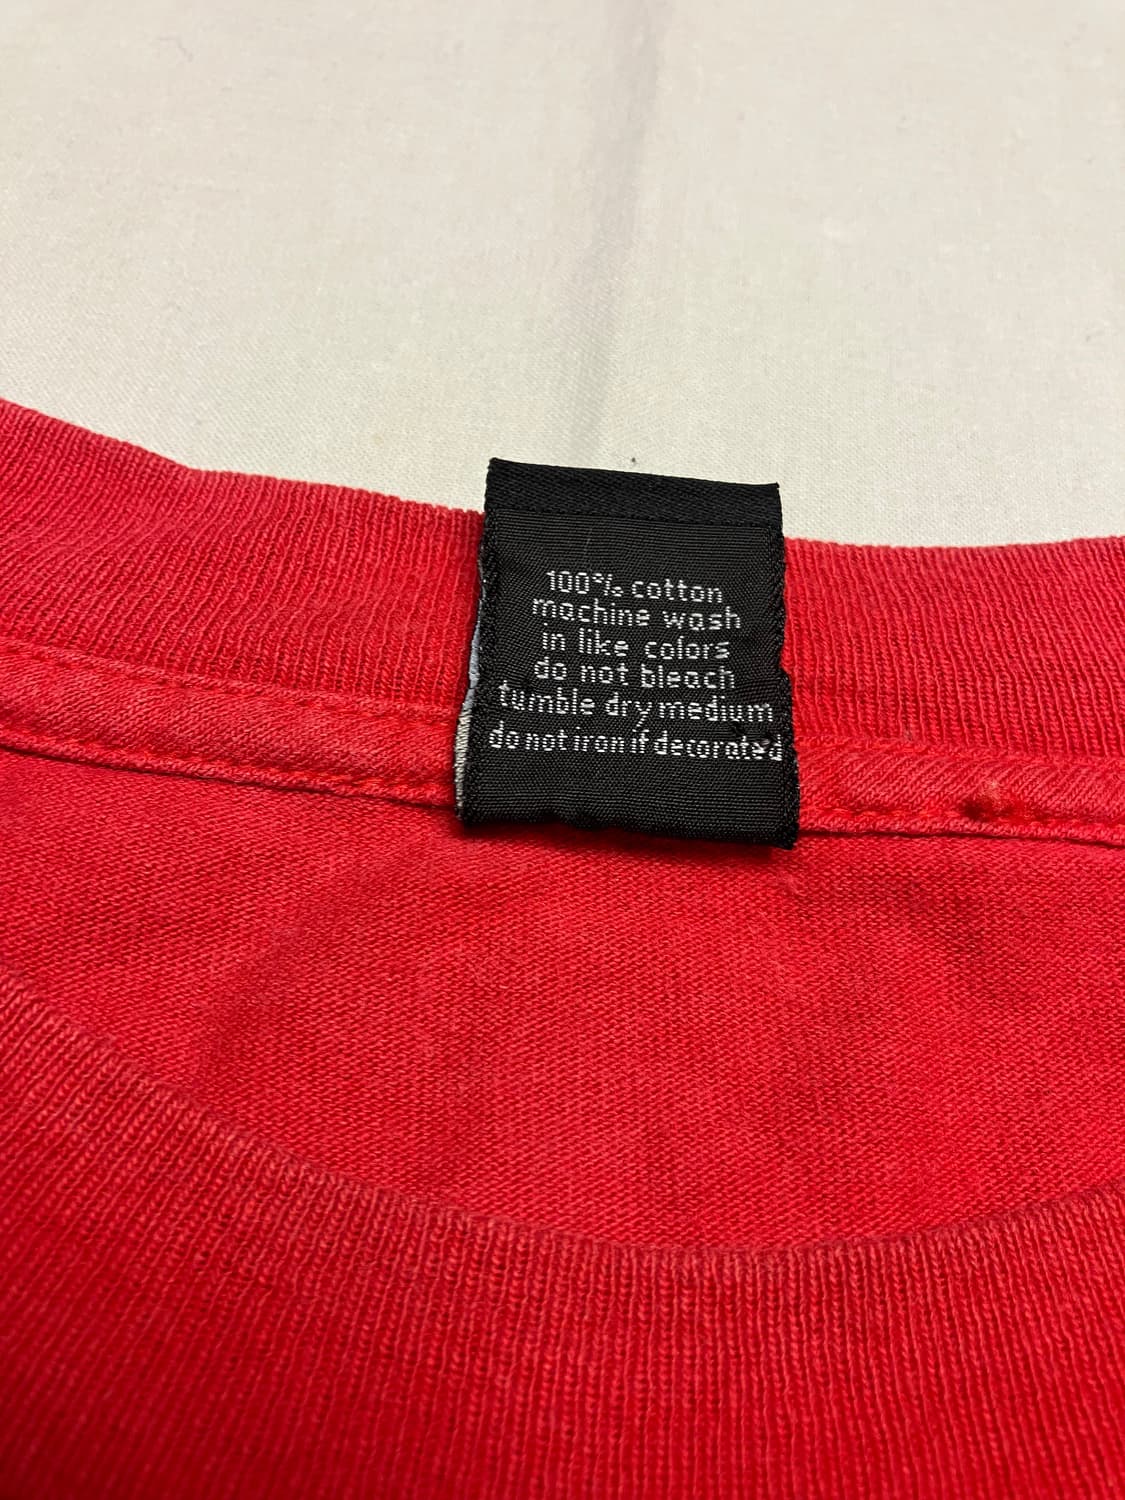 100% cotton
machine wash
in like colors
do not bleach
tumble dry medium
do not iron if decorated